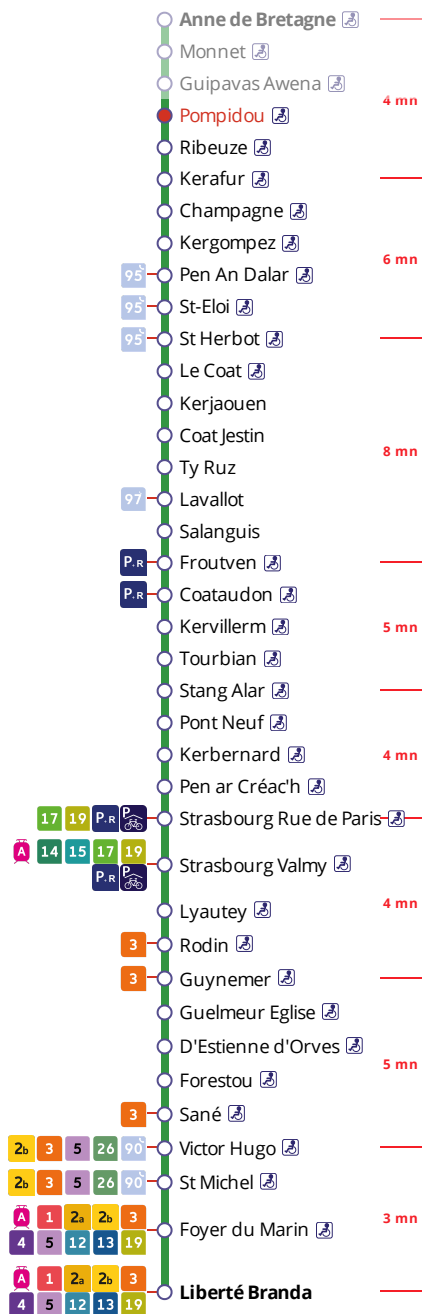 Anne de Bretagne
Monnet
Guipavas Awena
4 mn
Pompidou
Ribeuze
Kerafur
Champagne
Kergompez
6 mn
95 Pen An Dalar
95 St-Eloi
95 St Herbot
Le Coat
Kerjaouen
Coat Jestin
8 mn
Ty Ruz
97 Lavallot
Salanguis
P+R Froutven
P+R Coataudon
Kervillerm
5 mn
Tourbian
Stang Alar
Pont Neuf
Kerbernard
4 mn
Pen ar Créac'h
17 19 P+R P Strasbourg Rue de Paris
A 14 15 17 19
P+R P
Strasbourg Valmy
Lyautey
4 mn
3 Rodin
3 Guynemer
Guelmeur Eglise
D'Estienne d'Orves
5 mn
Forestou
3 Sané
2b 3 5 26 90 Victor Hugo
2b 3 5 26 90 St Michel
A 1 2a 2b 3
4 5 12 13 19
Foyer du Marin
3 mn
A 1 2a 2b 3
4 5 12 13 19
Liberté Branda